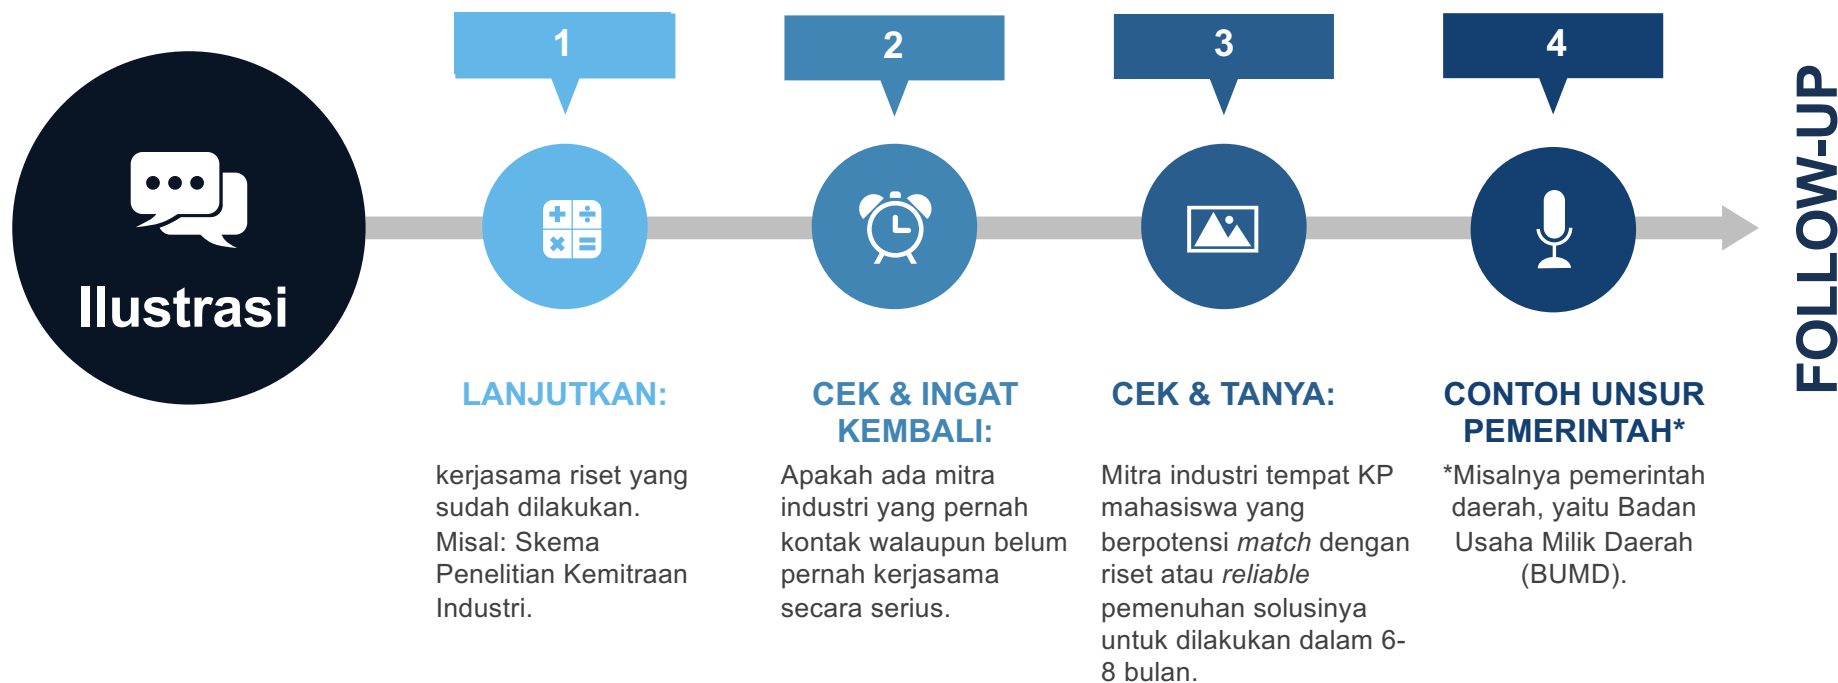 Ilustrasi
1
LANJUTKAN:
kerjasama riset yang
sudah dilakukan.
Misal: Skema
Penelitian Kemitraan
Industri.
2
CEK & INGAT
KEMBALI:
Apakah ada mitra
industri yang pernah
kontak walaupun belum
pernah kerjasama
secara serius.
3
CEK & TANYA:
Mitra industri tempat KP
mahasiswa yang
berpotensi match dengan
riset atau reliable
pemenuhan solusinya
untuk dilakukan dalam 6-
8 bulan.
4
CONTOH UNSUR
PEMERINTAH*
*Misalnya pemerintah
daerah, yaitu Badan
Usaha Milik Daerah
(BUMD).
FOLLOW-UP